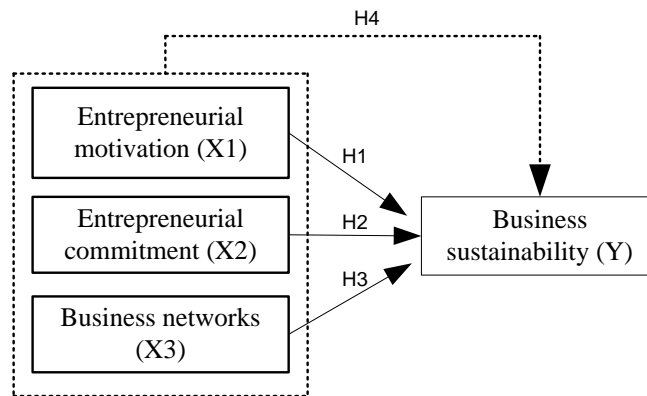 H4
Entrepreneurial
motivation (X1)
H1
Entrepreneurial
commitment (X2)
H2
Business
sustainability (Y)
H3
Business networks
(X3)